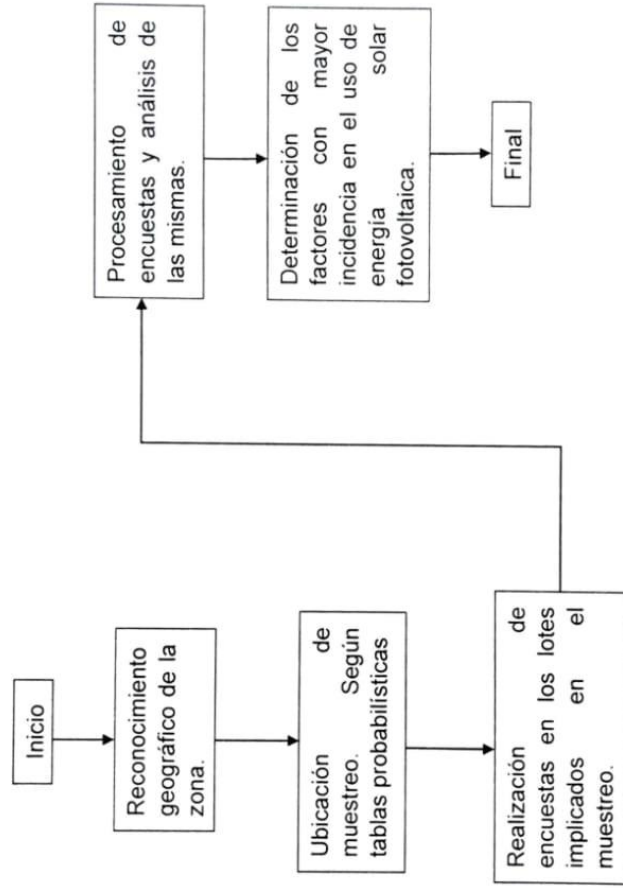 Inicio
Reconocimiento
geográfico de la
zona.
Ubicación de
muestreo. Según
tablas probabilísticas
Realización de
encuestas en los lotes
implicados en el
muestreo.
Procesamiento de
encuestas y análisis de
las mismas.
Determinación de los
factores con mayor
incidencia en el uso de
energía solar
fotovoltaica.
Final